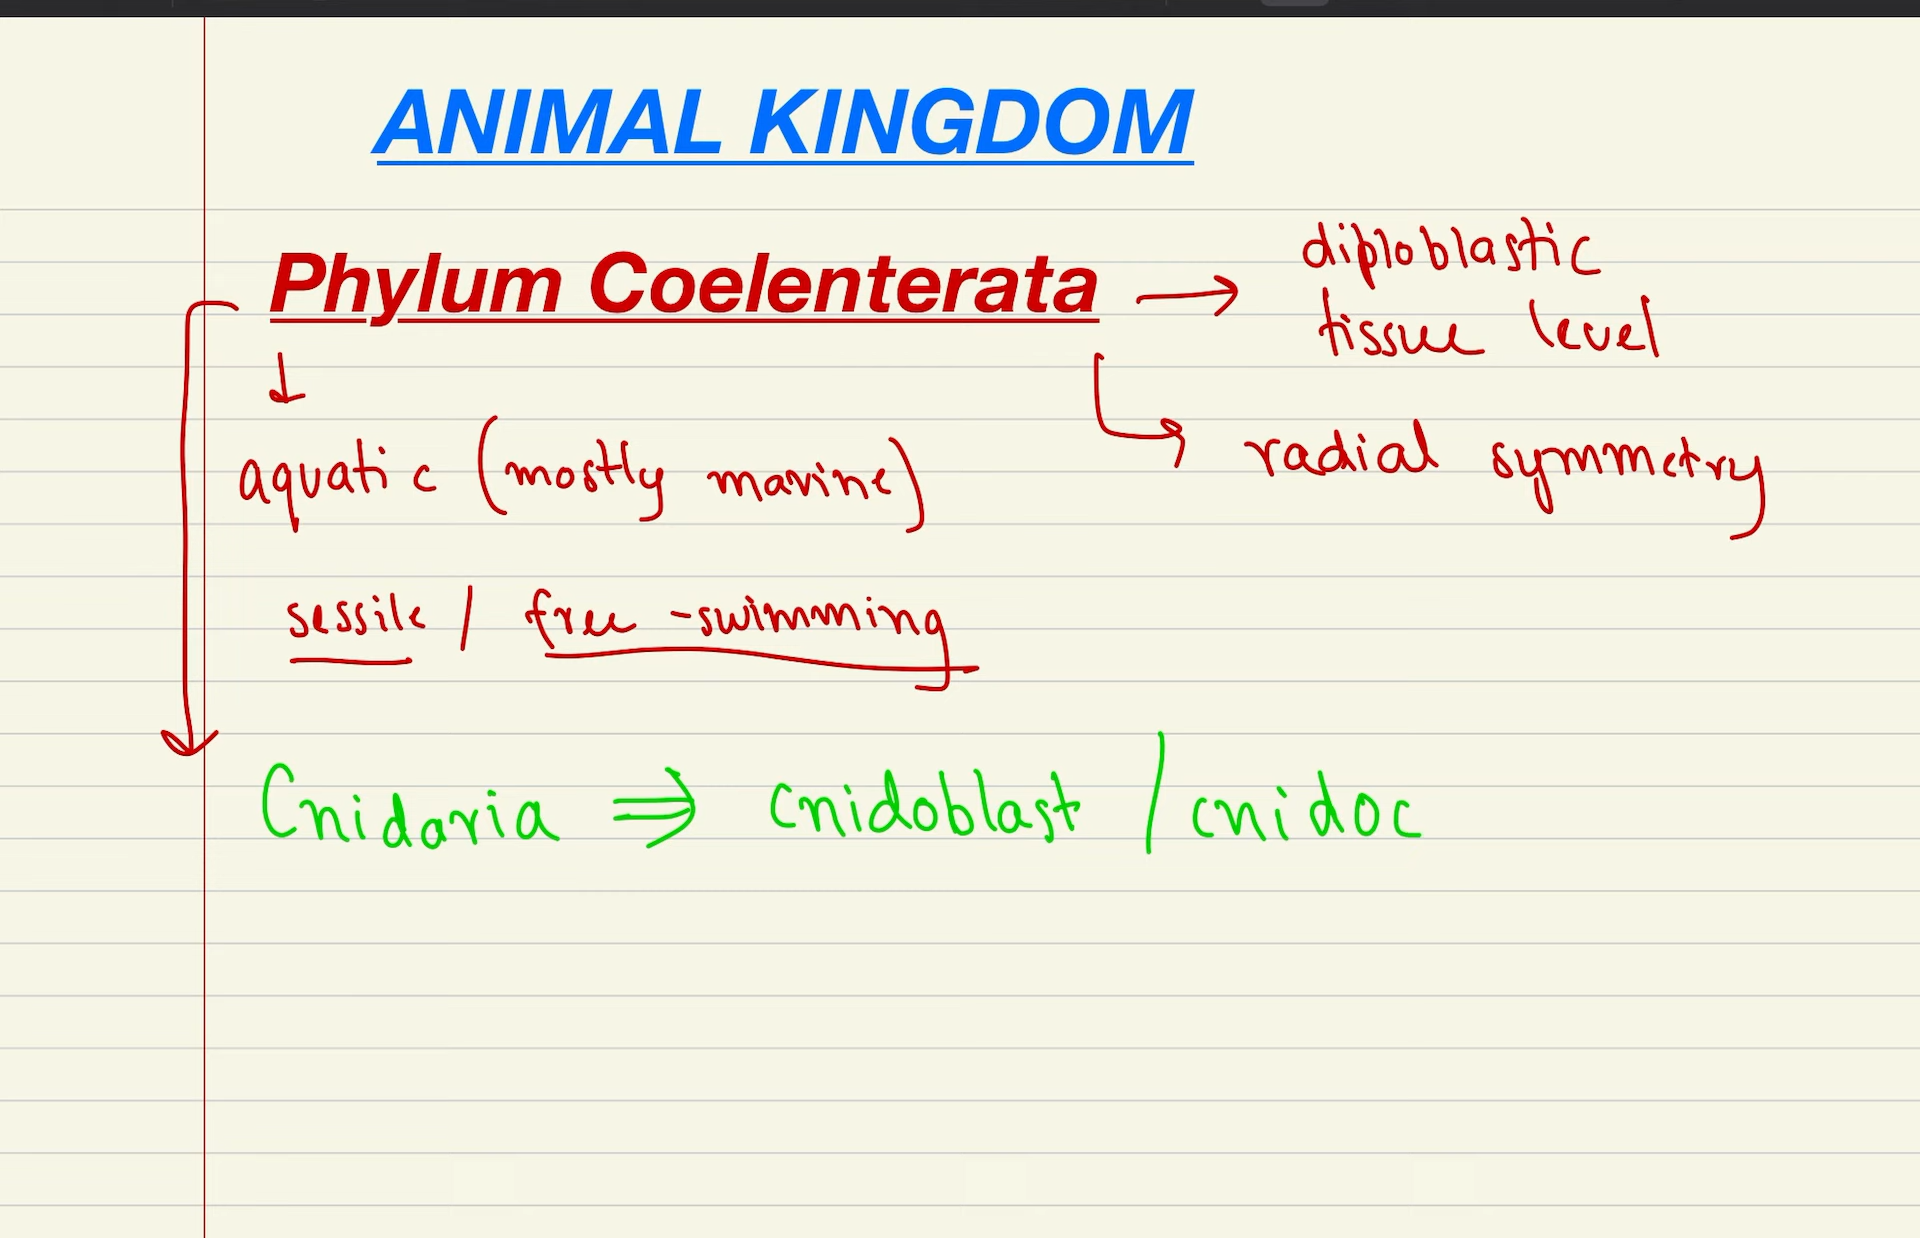 ANIMAL KINGDOM
Phylum Coelenterata → diploblastic
tissue level
radial symmetry
aquatic (mostly marine)
sessile / free-swimming
Cnidaria ⇒ cnidoblast / cnidoc